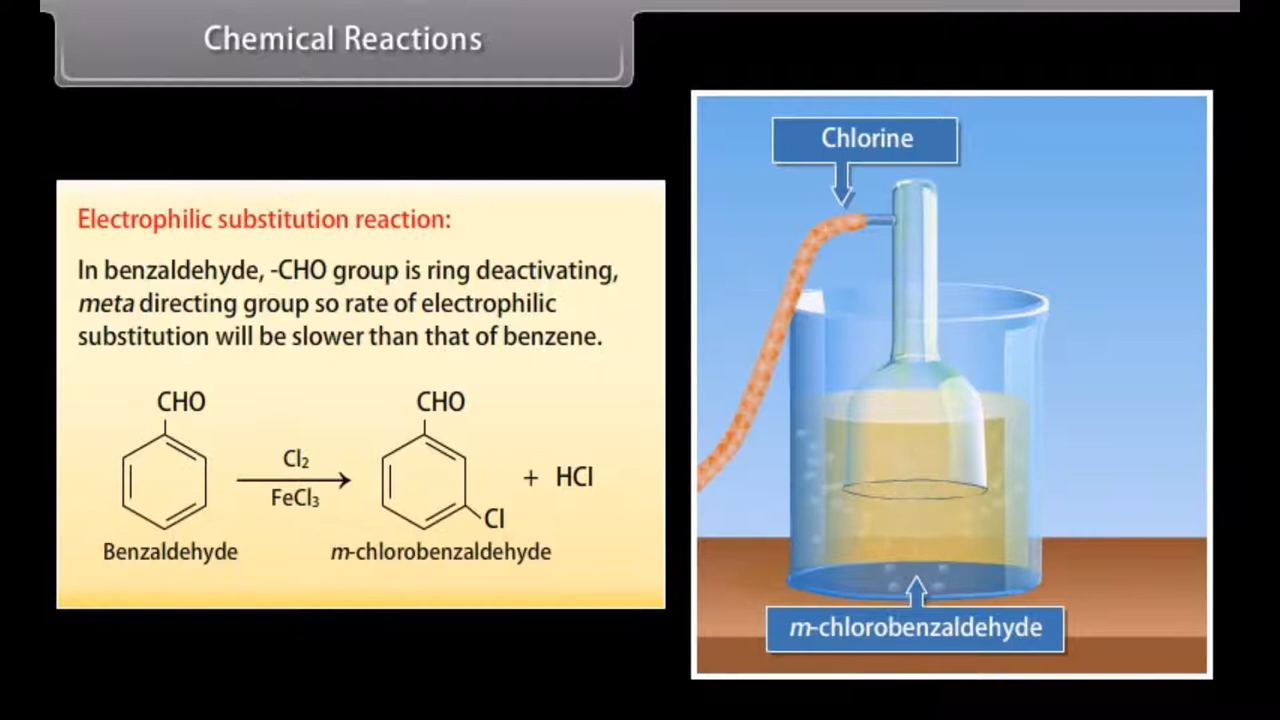 Chemical Reactions
Electrophilic substitution reaction:
In benzaldehyde, -CHO group is ring deactivating,
meta directing group so rate of electrophilic
substitution will be slower than that of benzene.
CHO
CHO
Cl₂
FeCl₃
+ HCl
Cl
Benzaldehyde
m-chlorobenzaldehyde
Chlorine
m-chlorobenzaldehyde